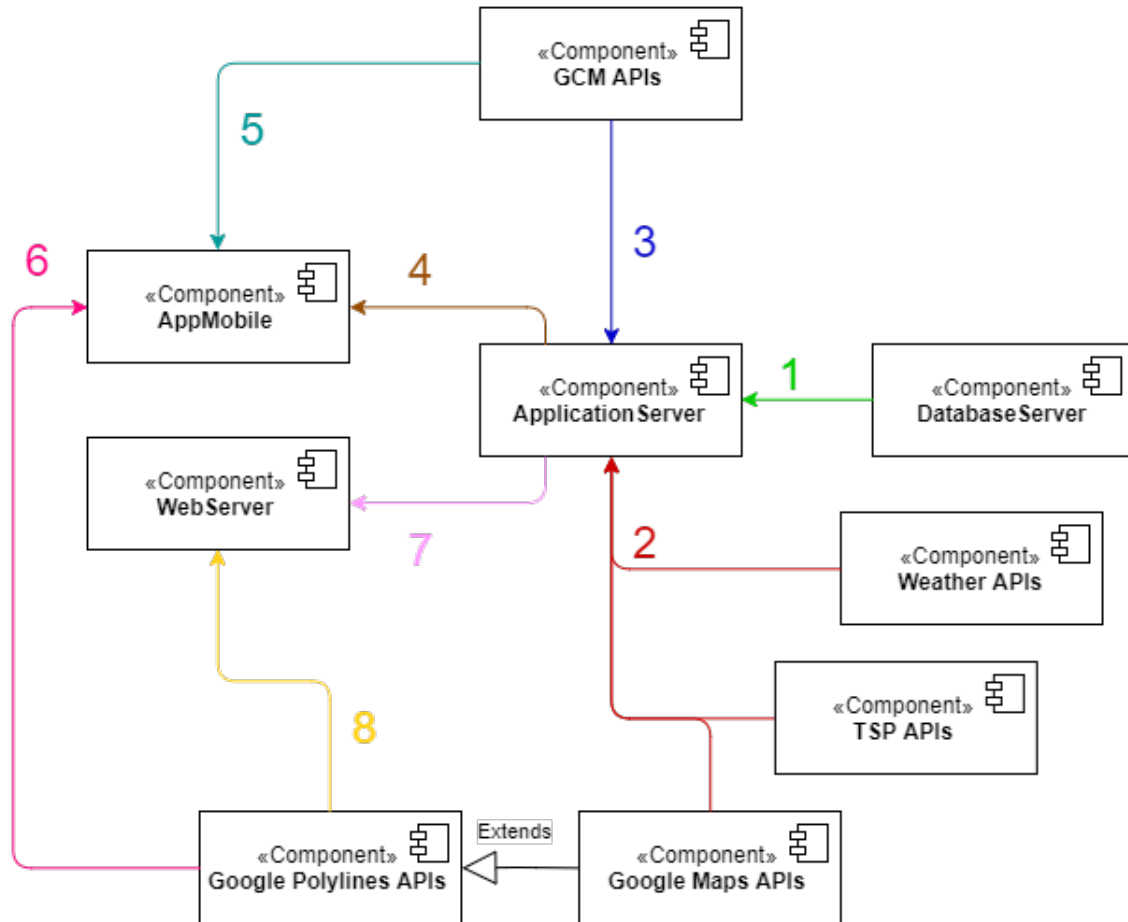 «Component»
GCM APIs
5
3
6
4
«Component»
AppMobile
«Component»
ApplicationServer
1
«Component»
DatabaseServer
«Component»
WebServer
7
2
«Component»
Weather APIs
«Component»
TSP APIs
8
Extends
«Component»
Google Polylines APIs
«Component»
Google Maps APIs